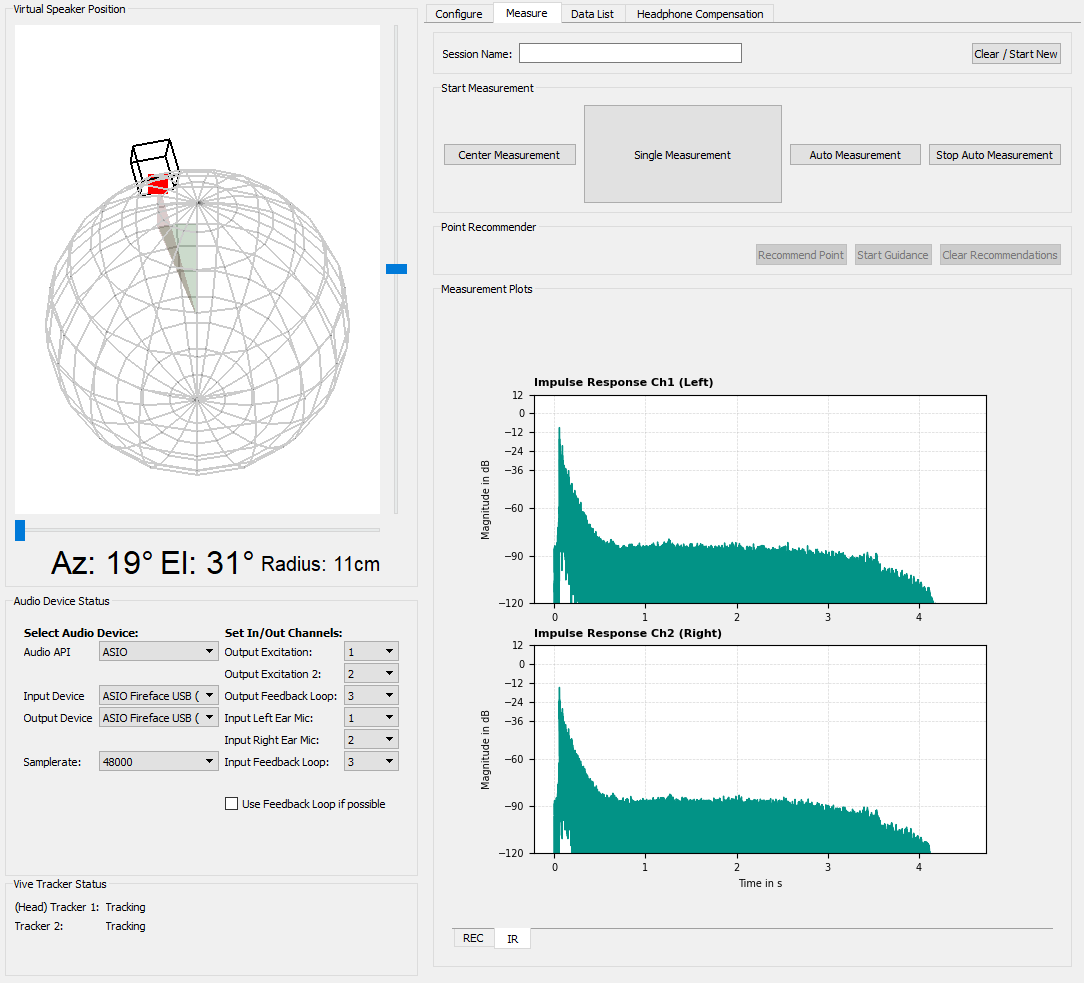 Virtual Speaker Position
Az: 19° El: 31° Radius: 11cm
Audio Device Status
Select Audio Device:
Set In/Out Channels:
Audio API
ASIO
Output Excitation:
1
Output Excitation 2:
2
Input Device
ASIO Fireface USB (
Output Feedback Loop:
3
Output Device
ASIO Fireface USB (
Input Left Ear Mic:
1
Input Right Ear Mic:
2
Samplerate:
48000
Input Feedback Loop:
3
Use Feedback Loop if possible
Vive Tracker Status
(Head) Tracker 1: Tracking
Tracker 2: Tracking
Configure
Measure
Data List
Headphone Compensation
Session Name:
Clear / Start New
Start Measurement
Center Measurement
Single Measurement
Auto Measurement
Stop Auto Measurement
Point Recommender
Recommend Point
Start Guidance
Clear Recommendations
Measurement Plots
Impulse Response Ch1 (Left)
Magnitude in dB
12
0
−12
−24
−36
−60
−90
−120
0 1 2 3 4
Impulse Response Ch2 (Right)
Magnitude in dB
12
0
−12
−24
−36
−60
−90
−120
0 1 2 3 4
Time in s
REC
IR